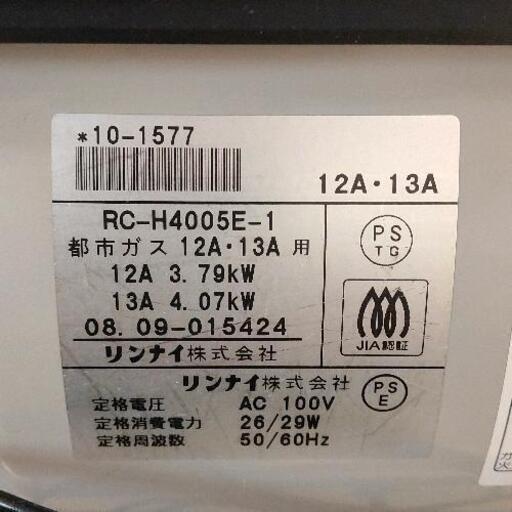 *10-1577
12A・13A
RC-H4005E-1
都市ガス 12A・13A 用
12A 3.79kW
13A 4.07kW
08.09-015424
リンナイ株式会社
PS
TG
JIA認証
リンナイ株式会社
PS
E
定格電圧 AC 100V
定格消費電力 26/29W
定格周波数 50/60Hz